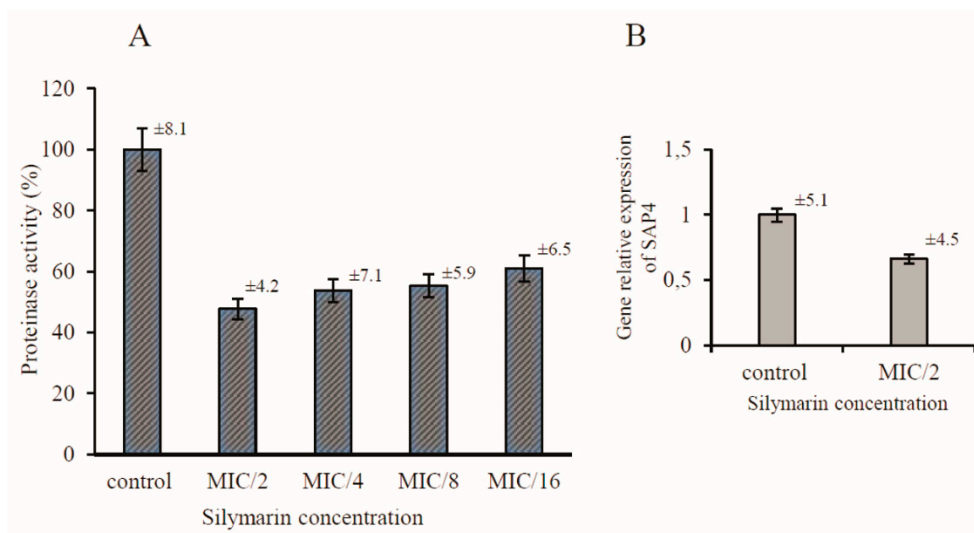 A
Proteinase activity (%)
120
100
80
60
40
20
0
±8.1
±4.2
±7.1
±5.9
±6.5
control MIC/2 MIC/4 MIC/8 MIC/16
Silymarin concentration
B
Gene relative expression
of SAP4
1,5
1
0,5
0
±5.1
±4.5
control MIC/2
Silymarin concentration